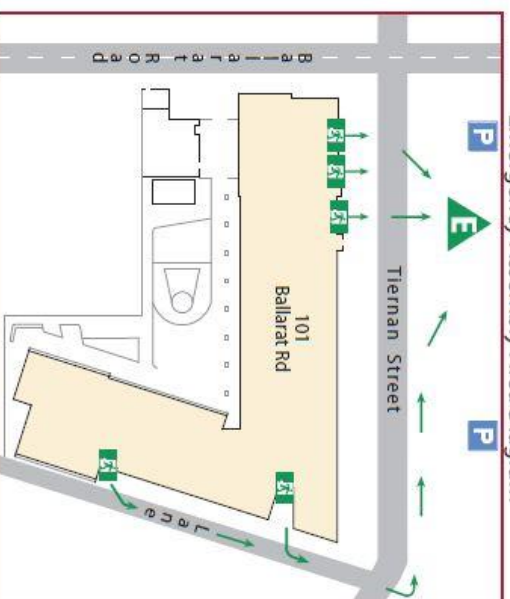 Ballarat Road
P
E
Tiernan Street
101
Ballarat Rd
P
Lane